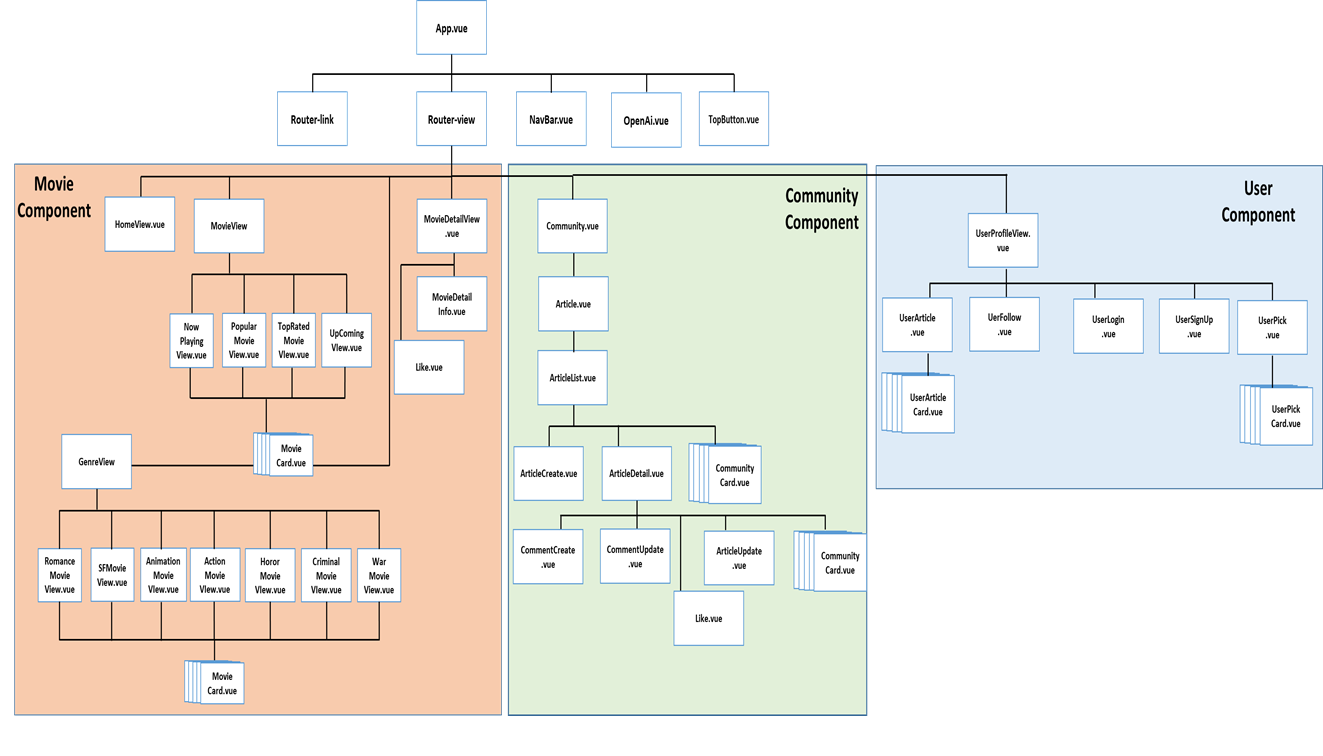 App.vue
Router-link
Router-view
NavBar.vue
OpenAi.vue
TopButton.vue
Movie
Component
Community
Component
User
Component
HomeView.vue
MovieView
MovieDetailView
.vue
Community.vue
UserProfileView.
vue
MovieDetail
Info.vue
Article.vue
Now
Playing
View.vue
Popular
Movie
View.vue
TopRated
Movie
VIew.vue
UpComing
VIew.vue
Like.vue
ArticleList.vue
UserArticle
.vue
UerFollow
.vue
UserLogin
.vue
UserSignUp
.vue
UserPick
.vue
UserArticle
Card.vue
UserPick
Card.vue
GenreView
Movie
Card.vue
ArticleCreate.vue
ArticleDetail.vue
Community
Card.vue
Romance
Movie
View.vue
SFMovie
View.vue
Animation
Movie
VIew.vue
Action
Movie
VIew.vue
Horor
Movie
VIew.vue
Criminal
Movie
VIew.vue
War
Movie
View.vue
CommentCreate
.vue
CommentUpdate
.vue
ArticleUpdate
.vue
Community
Card.vue
Like.vue
Movie
Card.vue